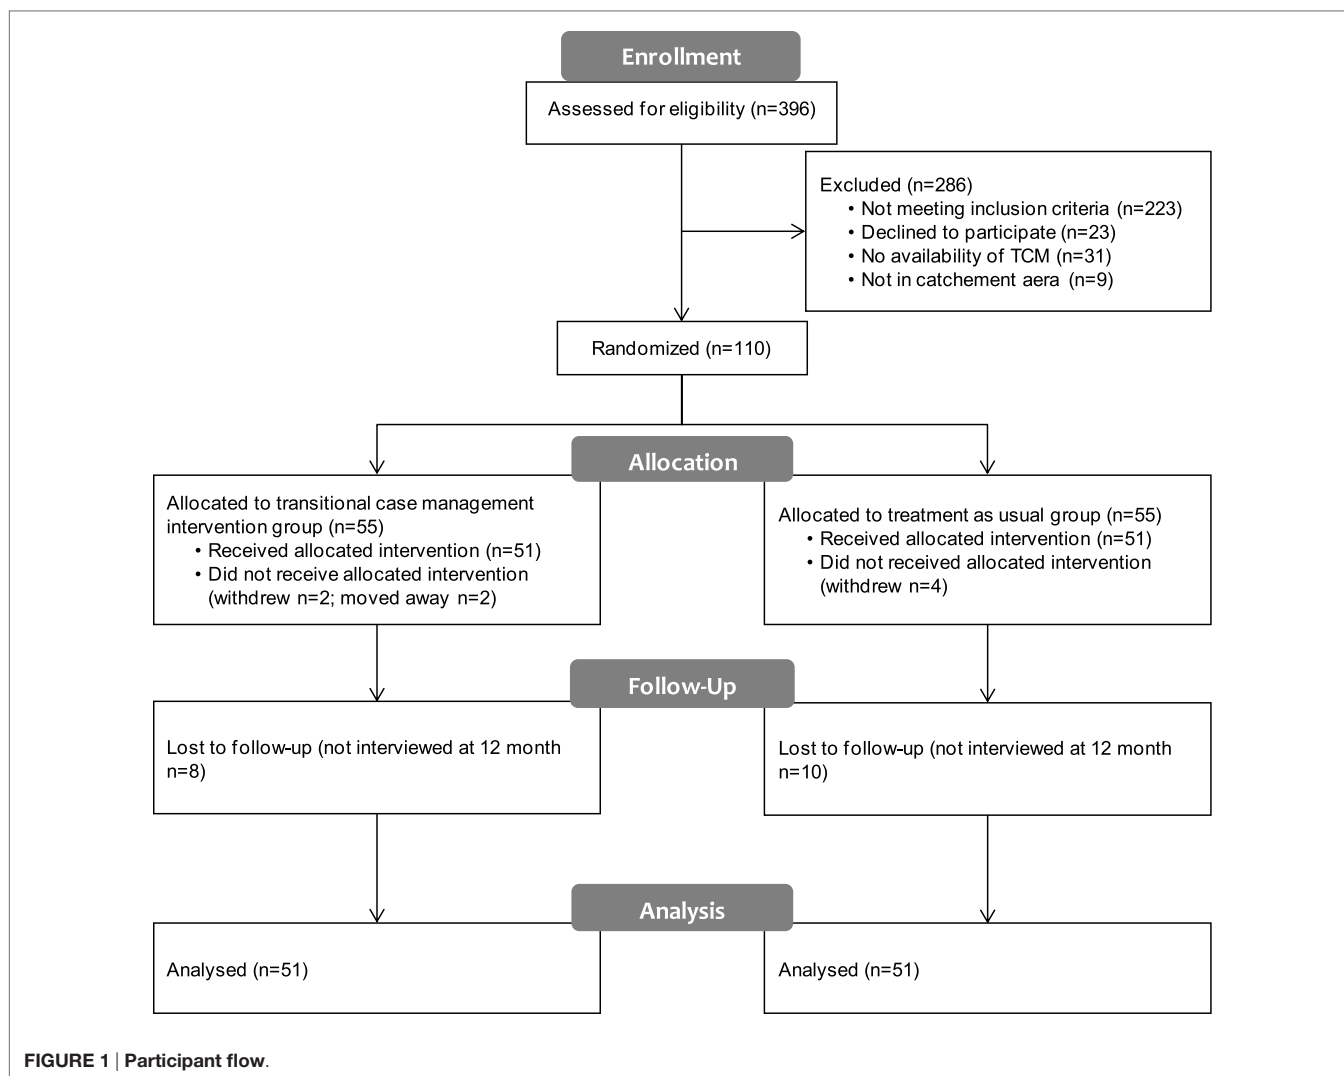 Enrollment
Assessed for eligibility (n=396)
Excluded (n=286)
• Not meeting inclusion criteria (n=223)
• Declined to participate (n=23)
• No availability of TCM (n=31)
• Not in catchement aera (n=9)
Randomized (n=110)
Allocation
Allocated to transitional case management
intervention group (n=55)
• Received allocated intervention (n=51)
• Did not receive allocated intervention
(withdrew n=2; moved away n=2)
Allocated to treatment as usual group (n=55)
• Received allocated intervention (n=51)
• Did not received allocated intervention
(withdrew n=4)
Follow-Up
Lost to follow-up (not interviewed at 12 month
n=8)
Lost to follow-up (not interviewed at 12 month
n=10)
Analysis
Analysed (n=51)
Analysed (n=51)
FIGURE 1 | Participant flow.